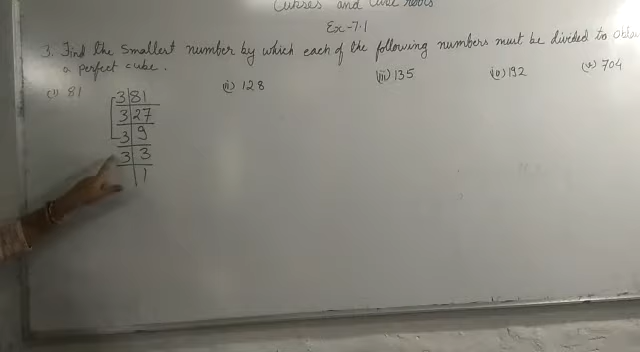 Cubes and Cube roots
Ex-7.1
3. Find the smallest number by which each of the following numbers must be divided to obtai
a perfect cube.
(i) 81 (ii) 128 (iii) 135 (iv) 192 (v) 704
3 81
3 27
3 9
3 3
1